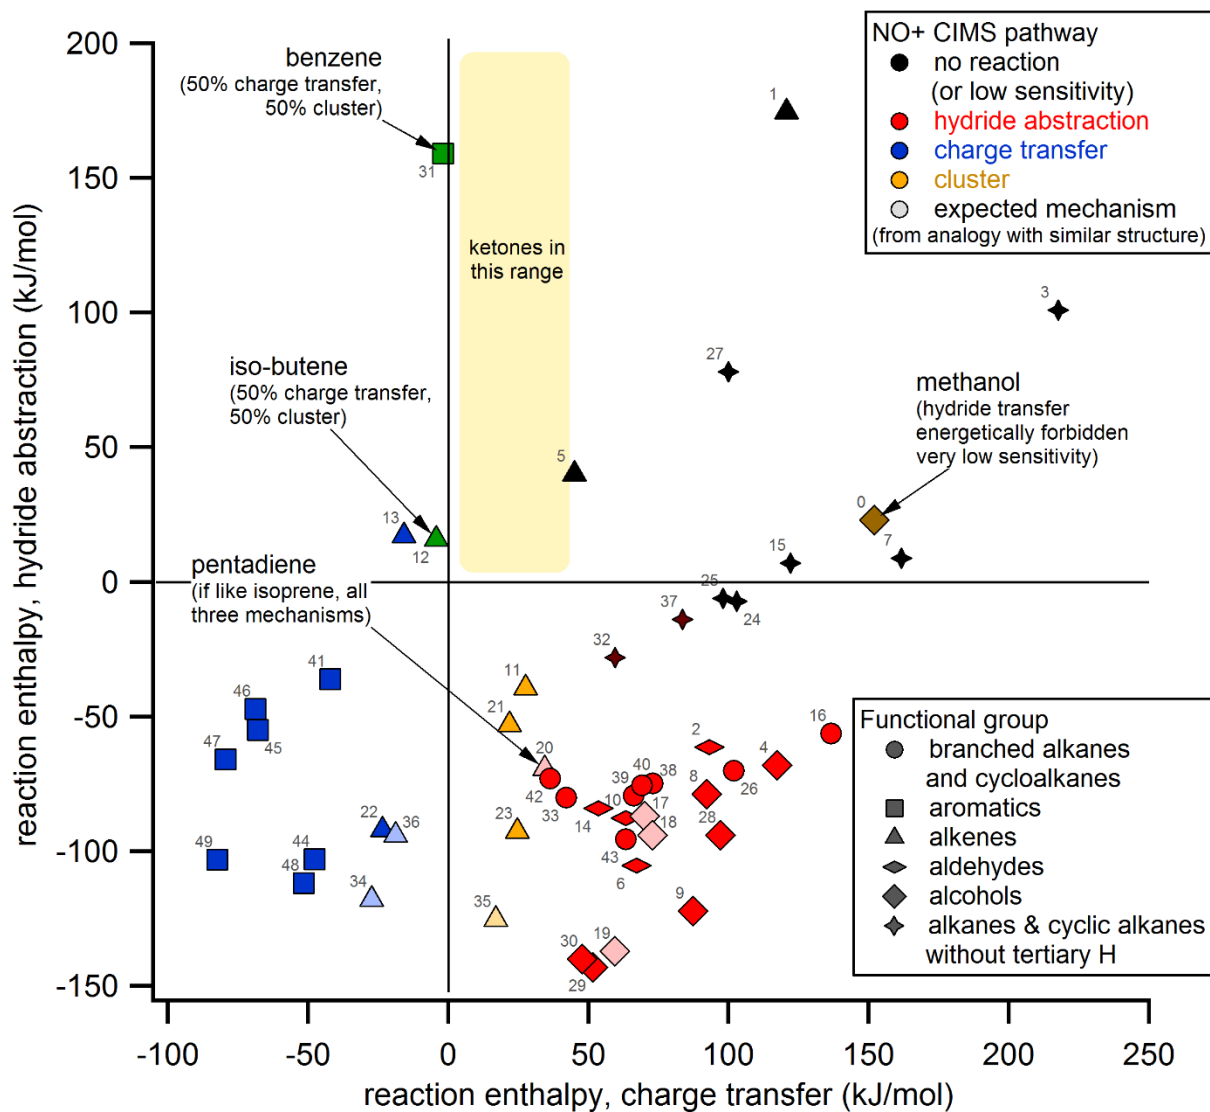 200
150
100
50
0
-50
-100
-150
reaction enthalpy, hydride abstraction (kJ/mol)
-100
-50
0
50
100
150
200
250
reaction enthalpy, charge transfer (kJ/mol)
benzene
(50% charge transfer,
50% cluster)
ketones in
this range
iso-butene
(50% charge transfer,
50% cluster)
methanol
(hydride transfer
energetically forbidden
very low sensitivity)
pentadiene
(if like isoprene, all
three mechanisms)
NO+ CIMS pathway
no reaction
(or low sensitivity)
hydride abstraction
charge transfer
cluster
expected mechanism
(from analogy with similar structure)
Functional group
branched alkanes
and cycloalkanes
aromatics
alkenes
aldehydes
alcohols
alkanes & cyclic alkanes
without tertiary H
1
31
3
27
5
0
13
12
15
7
25
24
37
32
41
11
46
21
45
47
20
2
16
4
40
38
39
8
26
42
33
10
17
14
18
28
22
36
23
49
44
48
43
6
34
35
9
19
30
29